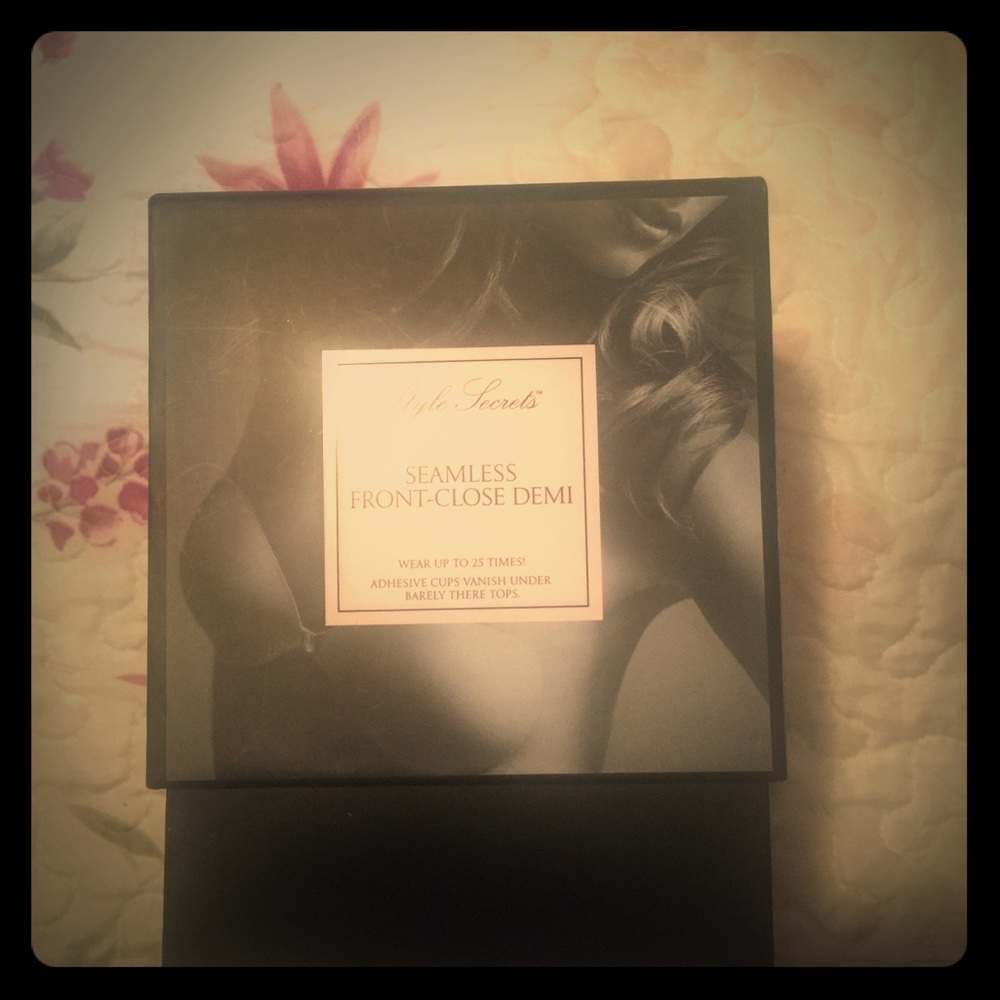 Style Secrets™
SEAMLESS
FRONT-CLOSE DEMI
WEAR UP TO 25 TIMES!
ADHESIVE CUPS VANISH UNDER
BARELY THERE TOPS.